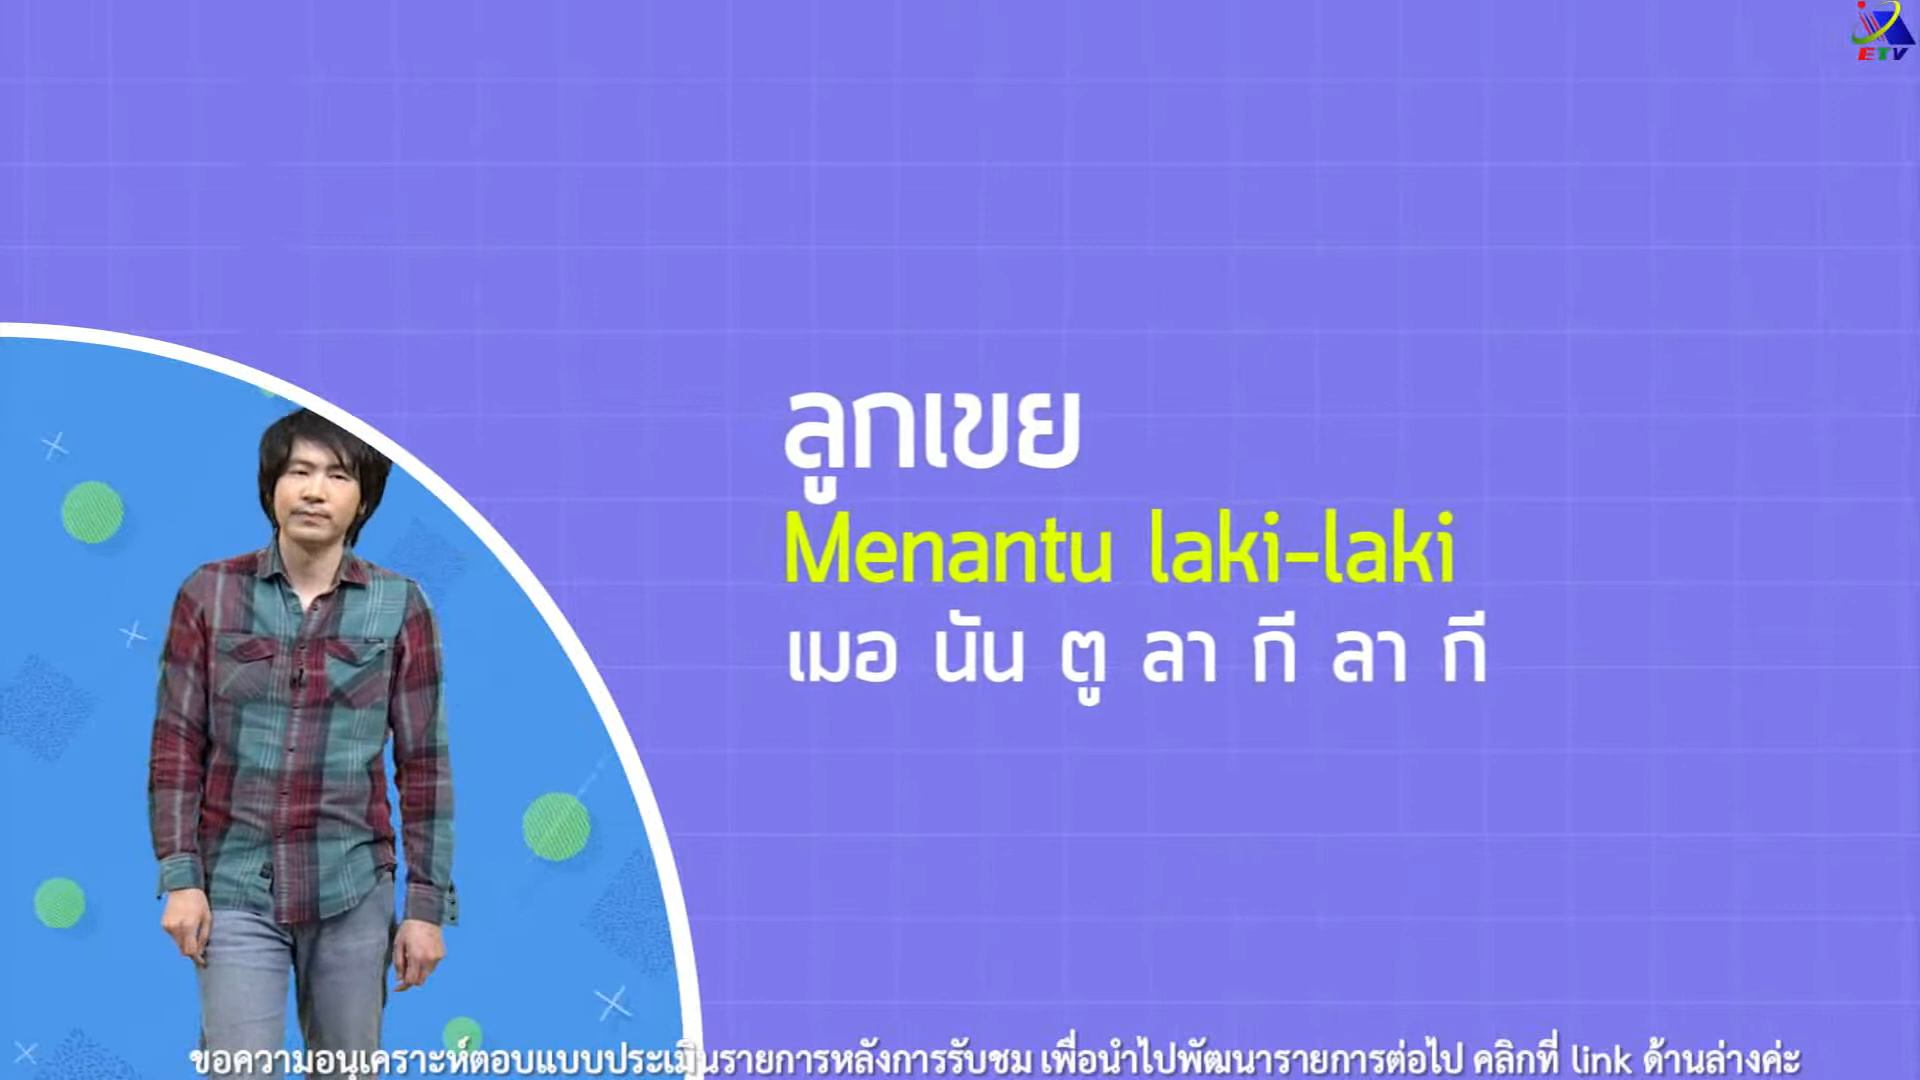 ETV
ลูกเขย
Menantu laki-laki
เมอ นัน ตู ลา กี ลา กี
ขอความอนุเคราะห์ตอบแบบประเมินรายการหลังการรับชม เพื่อนำไปพัฒนารายการต่อไป คลิกที่ link ด้านล่างค่ะ